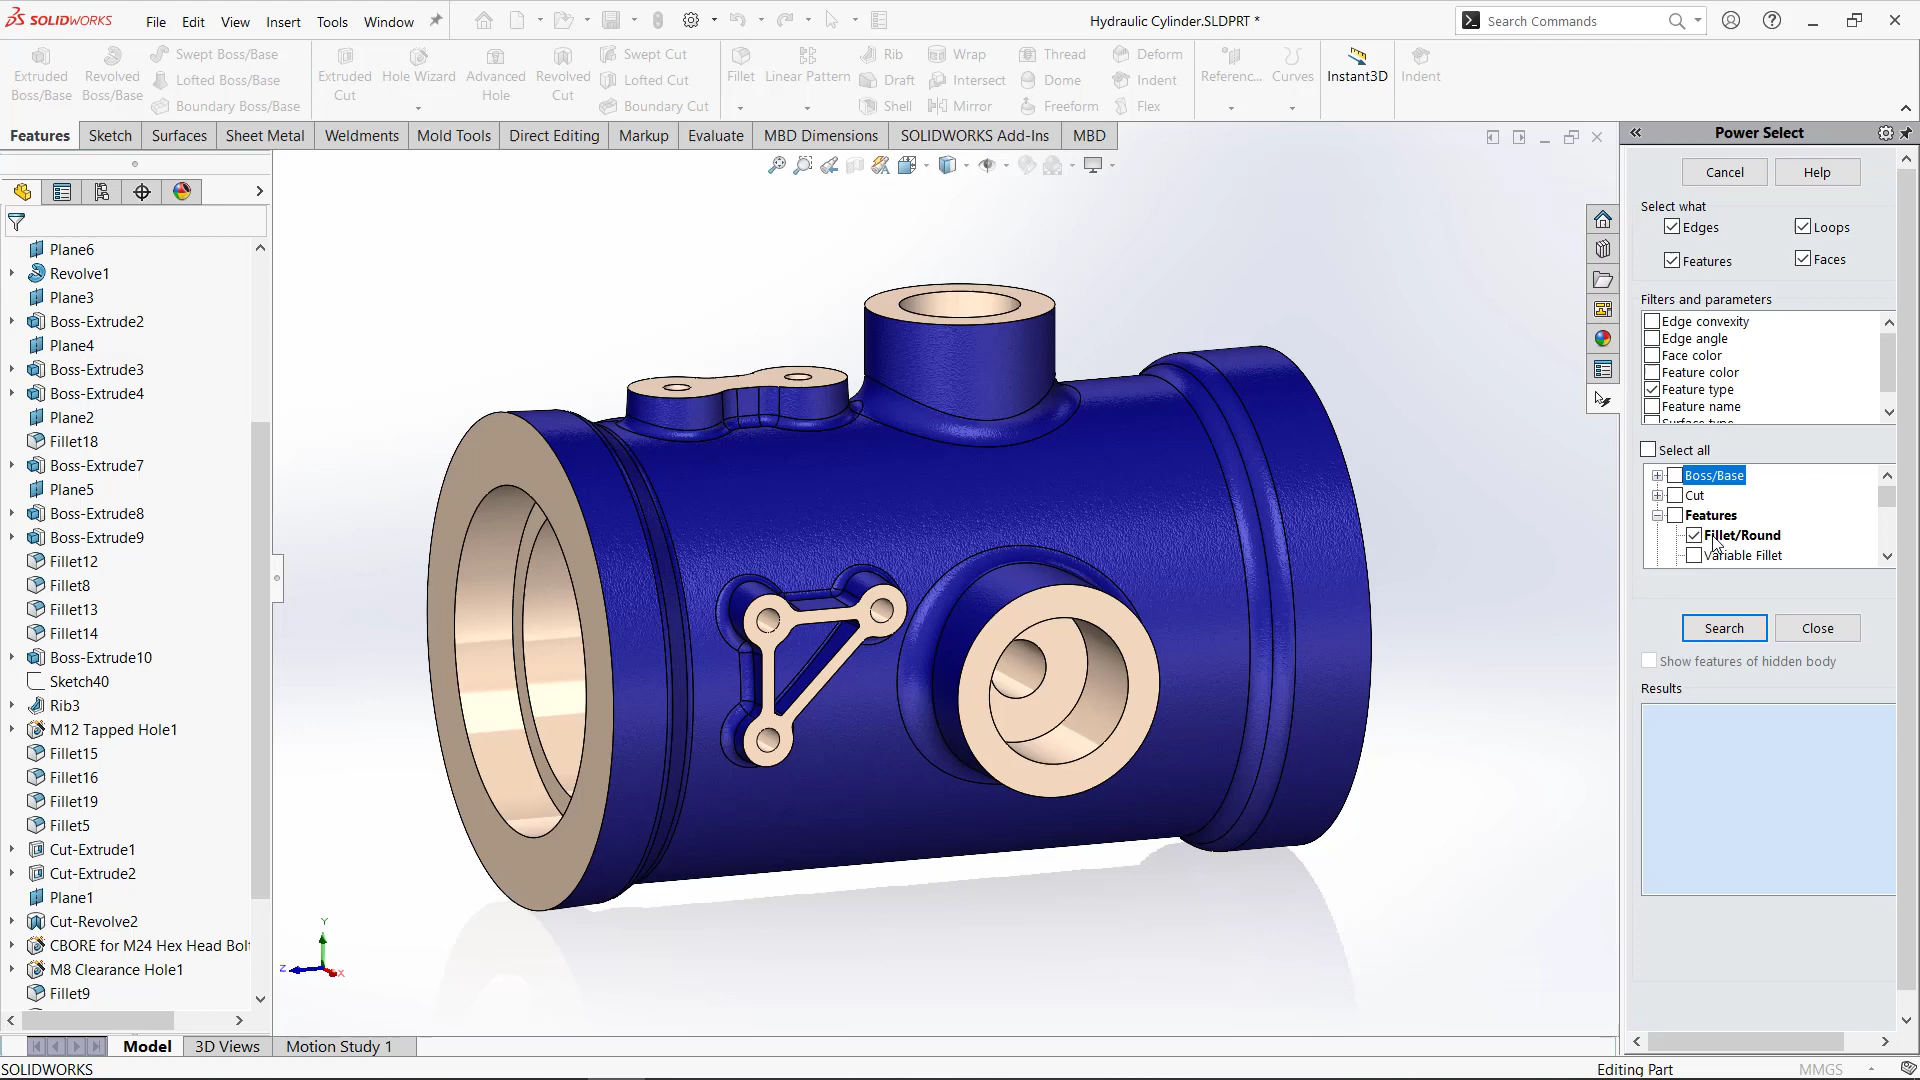 SOLIDWORKS File Edit View Insert Tools Window Hydraulic Cylinder.SLDPRT * Search Commands
Extruded Boss/Base
Revolved Boss/Base
Swept Boss/Base
Lofted Boss/Base
Boundary Boss/Base
Extruded Cut
Hole Wizard
Advanced Hole
Revolved Cut
Swept Cut
Lofted Cut
Boundary Cut
Fillet
Linear Pattern
Rib
Draft
Shell
Wrap
Intersect
Mirror
Thread
Dome
Freeform
Deform
Indent
Flex
Referenc...
Curves
Instant3D
Indent
Features Sketch Surfaces Sheet Metal Weldments Mold Tools Direct Editing Markup Evaluate MBD Dimensions SOLIDWORKS Add-Ins MBD
Plane6
Revolve1
Plane3
Boss-Extrude2
Plane4
Boss-Extrude3
Boss-Extrude4
Plane2
Fillet18
Boss-Extrude7
Plane5
Boss-Extrude8
Boss-Extrude9
Fillet12
Fillet8
Fillet13
Fillet14
Boss-Extrude10
Sketch40
Rib3
M12 Tapped Hole1
Fillet15
Fillet16
Fillet19
Fillet5
Cut-Extrude1
Cut-Extrude2
Plane1
Cut-Revolve2
CBORE for M24 Hex Head Bolt
M8 Clearance Hole1
Fillet9
Y
Z
X
Power Select
Cancel Help
Select what
Edges Loops
Features Faces
Filters and parameters
Edge convexity
Edge angle
Face color
Feature color
Feature type
Feature name
Select all
Boss/Base
Cut
Features
Fillet/Round
Variable Fillet
Search Close
Show features of hidden body
Results
Model 3D Views Motion Study 1
SOLIDWORKS Editing Part MMGS